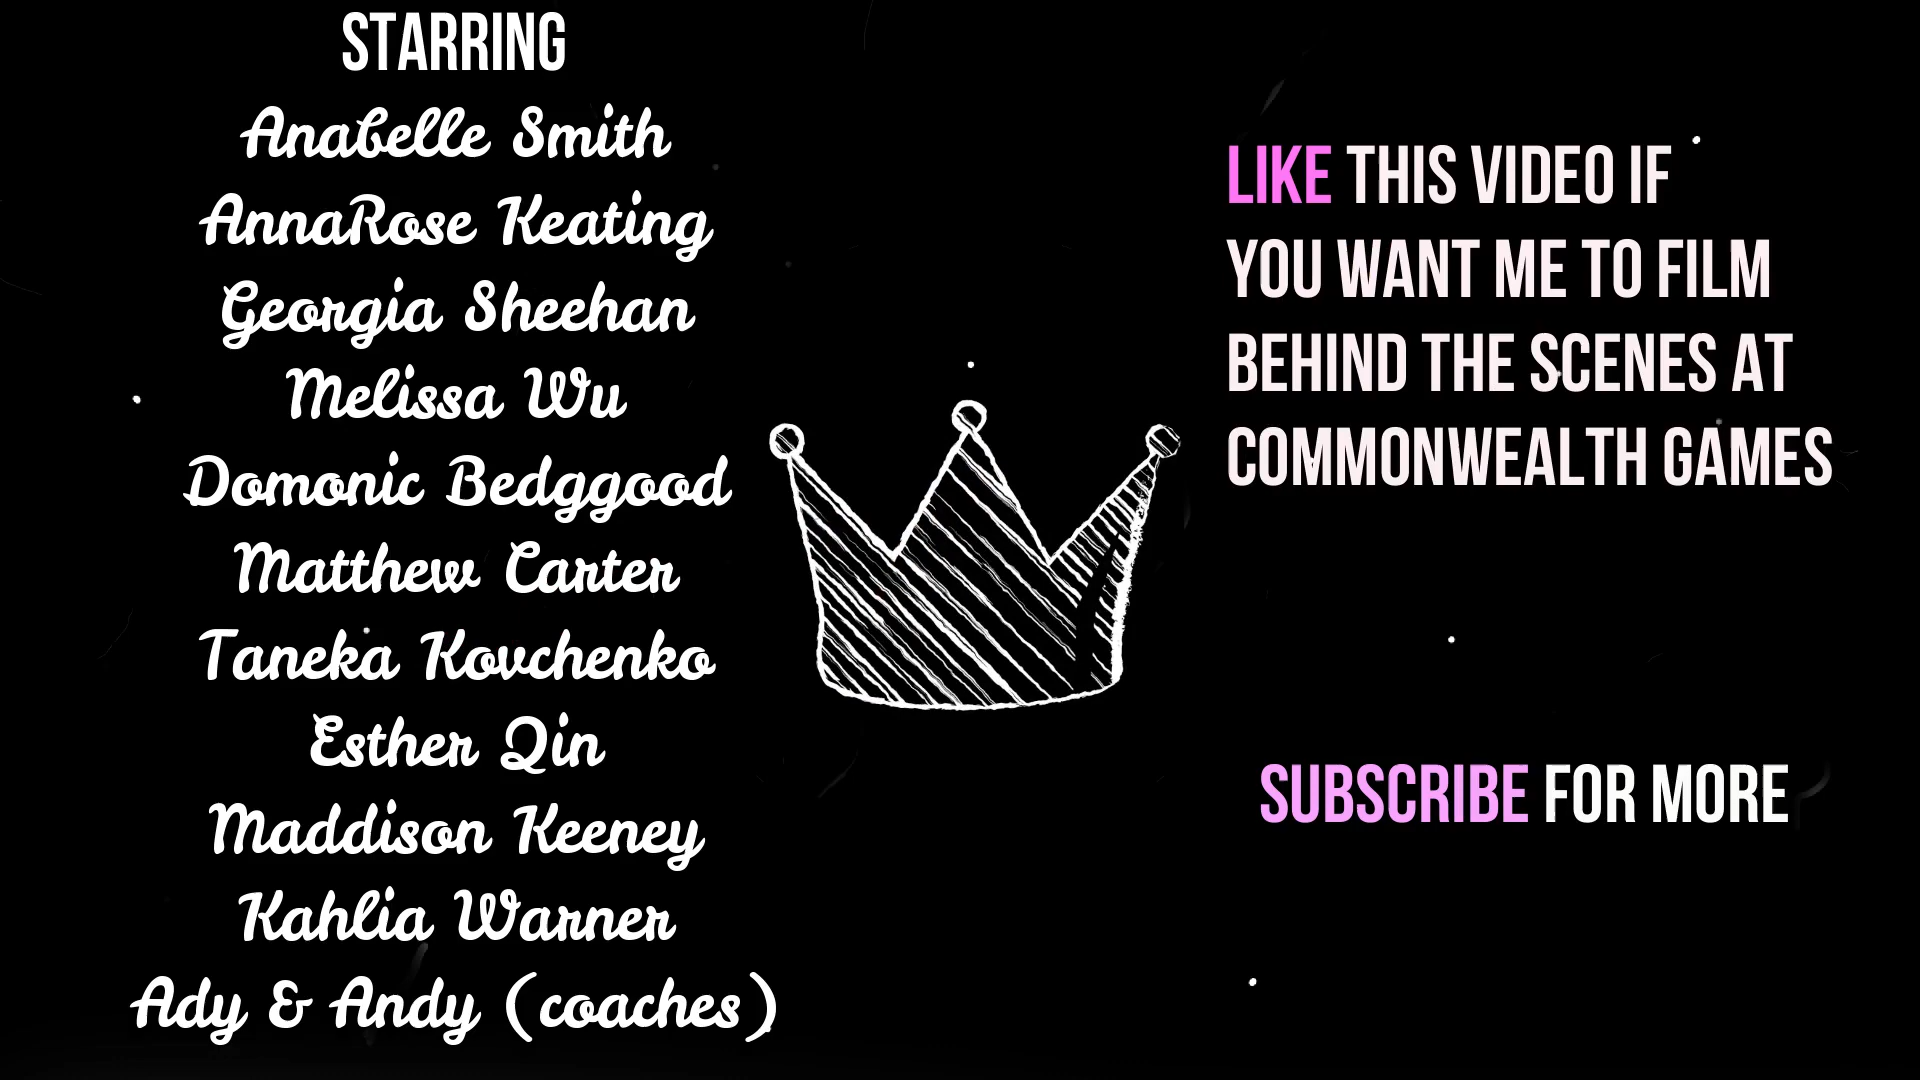 STARRING
Anabelle Smith
AnnaRose Keating
Georgia Sheehan
Melissa Wu
Domonic Bedggood
Matthew Carter
Taneka Kovchenko
Esther Qin
Maddison Keeney
Kahlia Warner
Ady & Andy (coaches)
LIKE THIS VIDEO IF
YOU WANT ME TO FILM
BEHIND THE SCENES AT
COMMONWEALTH GAMES
SUBSCRIBE FOR MORE